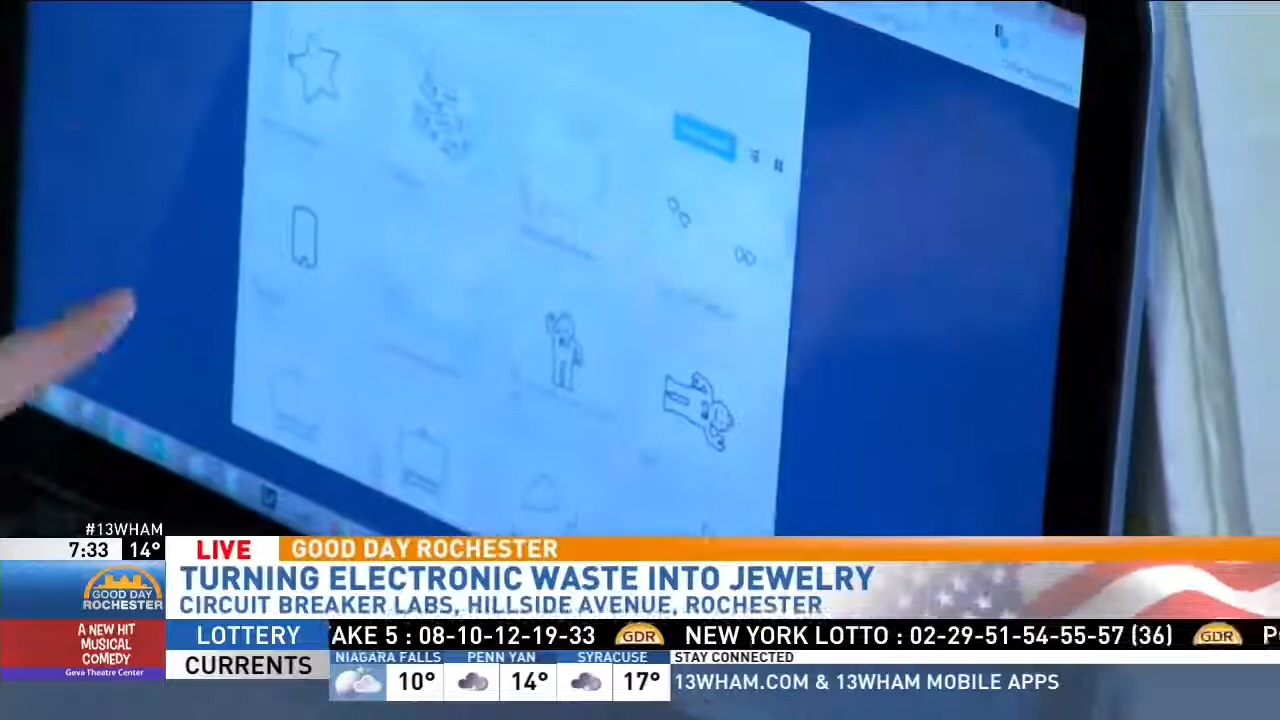 #13WHAM
7:33 14°
LIVE GOOD DAY ROCHESTER
TURNING ELECTRONIC WASTE INTO JEWELRY
CIRCUIT BREAKER LABS, HILLSIDE AVENUE, ROCHESTER
GOOD DAY
ROCHESTER
A NEW HIT
MUSICAL
COMEDY
Geva Theatre Center
LOTTERY AKE 5 : 08-10-12-19-33 GDR NEW YORK LOTTO : 02-29-51-54-55-57 (36) GDR P
CURRENTS
NIAGARA FALLS PENN YAN SYRACUSE
10° 14° 17°
STAY CONNECTED
13WHAM.COM & 13WHAM MOBILE APPS